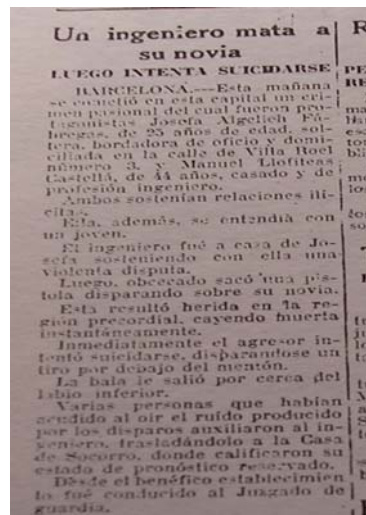 Un ingeniero mata a
su novia
LUEGO INTENTA SUICIDARSE
BARCELONA.—Esta mañana
se cometió en esta capital un cri-
men pasional del cual fueron pro-
tagonistas Josefa Algelich Fá-
bregas, de 25 años de edad, sol-
tera, bordadora de oficio y domi-
ciliada en la calle de Villa Roel
número 3, y Manuel Llofiteas
Castellá, de 44 años, casado y de
profesión ingeniero.
Ambos sostenían relaciones ilí-
citas.
Ella, además, se entendía con
un joven.
El ingeniero fué a casa de Jo-
sefa sosteniendo con ella una
violenta disputa.
Luego, obcecado sacó una pis-
tola disparando sobre su novia.
Esta resultó herida en la re-
gión precordial, cayendo muerta
instantáneamente.
Inmediatamente el agresor in-
tentó suicidarse, disparándose un
tiro por debajo del mentón.
La bala le salió por cerca del
labio inferior.
Varias personas que habían
acudido al oir el ruído producido
por los disparos auxiliaron al in-
geniero, trasladándolo a la Casa
de Socorro, donde calificaron su
estado de pronóstico reservado.
Desde el benéfico establecimien
to fué conducido al Juzgado de
guardia.